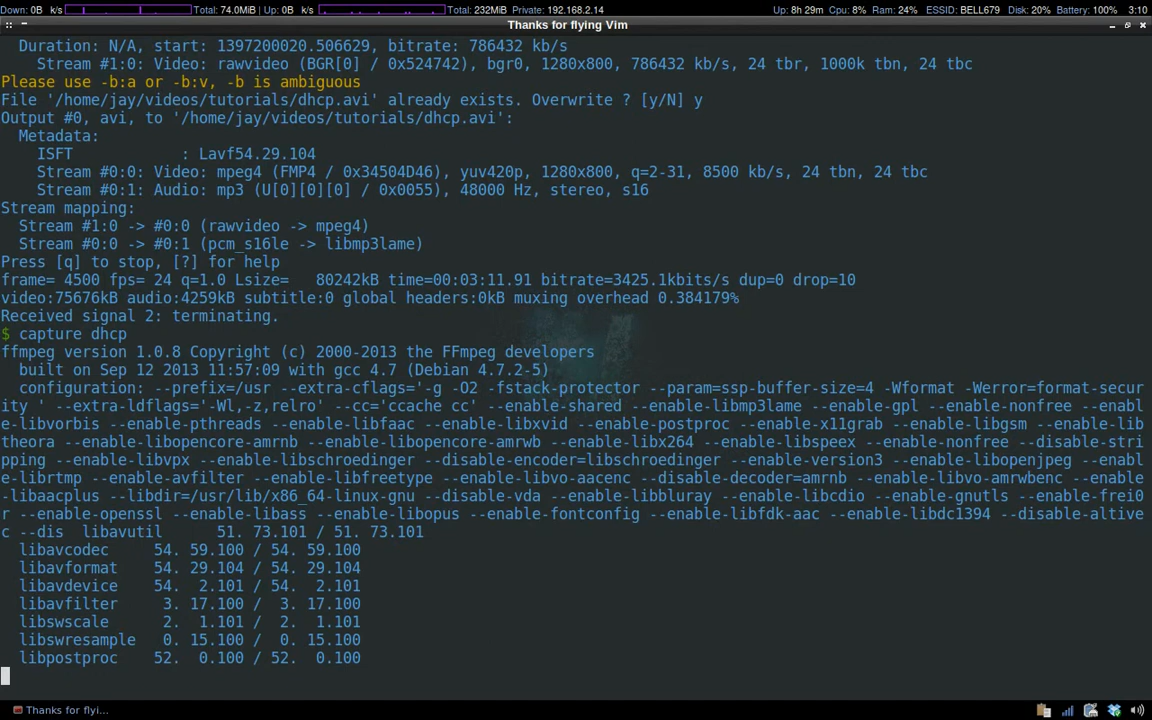 Down: 0B k/s Total: 74.0MiB | Up: 0B k/s Total: 232MiB Private: 192.168.2.14 Up: 8h 29m Cpu: 8% Ram: 24% ESSID: BELL679 Disk: 20% Battery: 100% 3:10
Thanks for flying Vim
Duration: N/A, start: 1397200020.506629, bitrate: 786432 kb/s
Stream #1:0: Video: rawvideo (BGR[0] / 0x524742), bgr0, 1280x800, 786432 kb/s, 24 tbr, 1000k tbn, 24 tbc
Please use -b:a or -b:v, -b is ambiguous
File '/home/jay/videos/tutorials/dhcp.avi' already exists. Overwrite ? [y/N] y
Output #0, avi, to '/home/jay/videos/tutorials/dhcp.avi':
Metadata:
ISFT : Lavf54.29.104
Stream #0:0: Video: mpeg4 (FMP4 / 0x34504D46), yuv420p, 1280x800, q=2-31, 8500 kb/s, 24 tbn, 24 tbc
Stream #0:1: Audio: mp3 (U[0][0][0] / 0x0055), 48000 Hz, stereo, s16
Stream mapping:
Stream #1:0 -> #0:0 (rawvideo -> mpeg4)
Stream #0:0 -> #0:1 (pcm_s16le -> libmp3lame)
Press [q] to stop, [?] for help
frame= 4500 fps= 24 q=1.0 Lsize= 80242kB time=00:03:11.91 bitrate=3425.1kbits/s dup=0 drop=10
video:75676kB audio:4259kB subtitle:0 global headers:0kB muxing overhead 0.384179%
Received signal 2: terminating.
$ capture dhcp
ffmpeg version 1.0.8 Copyright (c) 2000-2013 the FFmpeg developers
built on Sep 12 2013 11:57:09 with gcc 4.7 (Debian 4.7.2-5)
configuration: --prefix=/usr --extra-cflags='-g -O2 -fstack-protector --param=ssp-buffer-size=4 -Wformat -Werror=format-secur
ity ' --extra-ldflags='-Wl,-z,relro' --cc='ccache cc' --enable-shared --enable-libmp3lame --enable-gpl --enable-nonfree --enabl
e-libvorbis --enable-pthreads --enable-libfaac --enable-libxvid --enable-postproc --enable-x11grab --enable-libgsm --enable-lib
theora --enable-libopencore-amrnb --enable-libopencore-amrwb --enable-libx264 --enable-libspeex --enable-nonfree --disable-stri
pping --enable-libvpx --enable-libschroedinger --disable-encoder=libschroedinger --enable-version3 --enable-libopenjpeg --enabl
e-librtmp --enable-avfilter --enable-libfreetype --enable-libvo-aacenc --disable-decoder=amrnb --enable-libvo-amrwbenc --enable
-libaacplus --libdir=/usr/lib/x86_64-linux-gnu --disable-vda --enable-libbluray --enable-libcdio --enable-gnutls --enable-frei0
r --enable-openssl --enable-libass --enable-libopus --enable-fontconfig --enable-libfdk-aac --enable-libdc1394 --disable-altive
c --dis libavutil 51. 73.101 / 51. 73.101
libavcodec 54. 59.100 / 54. 59.100
libavformat 54. 29.104 / 54. 29.104
libavdevice 54. 2.101 / 54. 2.101
libavfilter 3. 17.100 / 3. 17.100
libswscale 2. 1.101 / 2. 1.101
libswresample 0. 15.100 / 0. 15.100
libpostproc 52. 0.100 / 52. 0.100
Thanks for flyi...